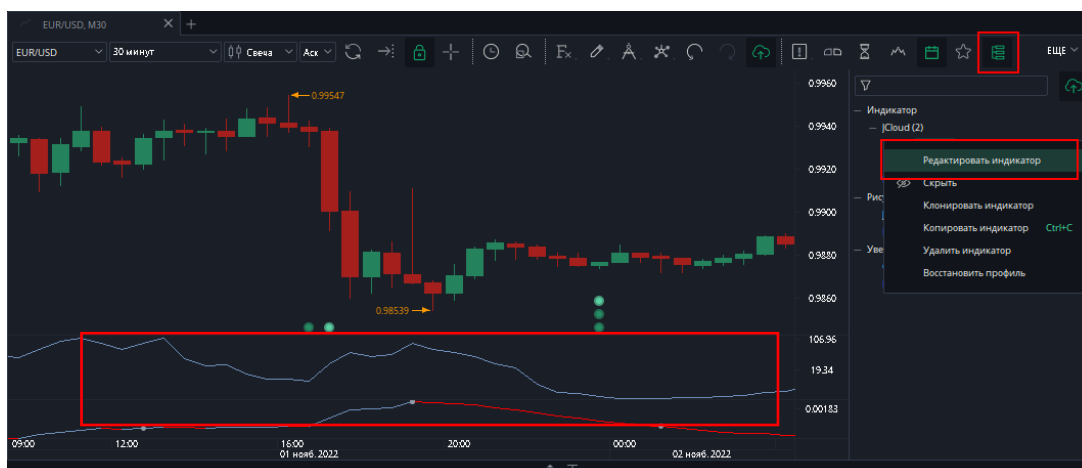 EUR/USD, M30
EUR/USD 30 минут Свеча Аск ЕЩЕ
0.9960
0.99547
Индикатор
0.9940
JCloud (2)
Редактировать индикатор
0.9920
Скрыть
Рис
Клонировать индикатор
0.9900
Копировать индикатор Ctrl+C
Уве
Удалить индикатор
0.9880
Восстановить профиль
0.9860
0.98539
106.96
19.34
0.00183
09:00 12:00 16:00 20:00 00:00
01 нояб. 2022 02 нояб. 2022